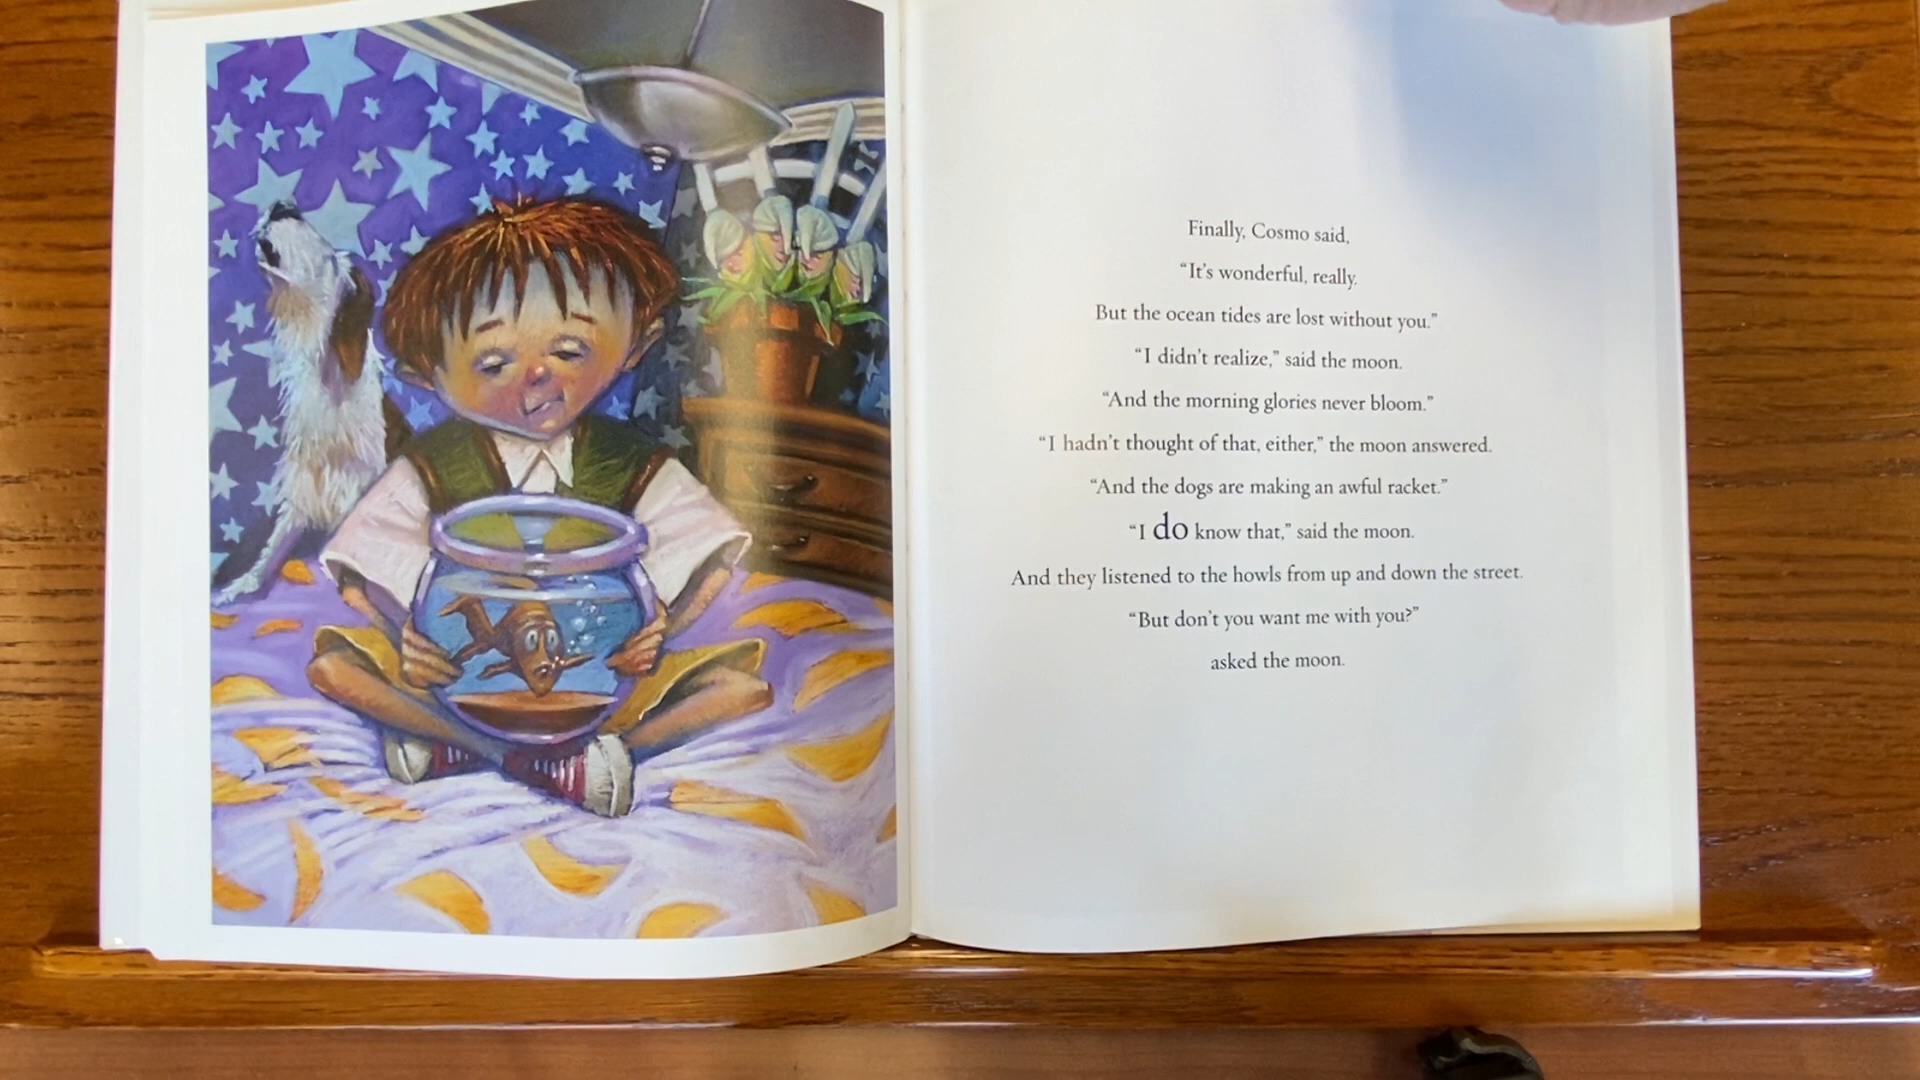 Finally, Cosmo said,
“It’s wonderful, really.
But the ocean tides are lost without you.”
“I didn’t realize,” said the moon.
“And the morning glories never bloom.”
“I hadn’t thought of that, either,” the moon answered.
“And the dogs are making an awful racket.”
“I do know that,” said the moon.
And they listened to the howls from up and down the street.
“But don’t you want me with you?”
asked the moon.